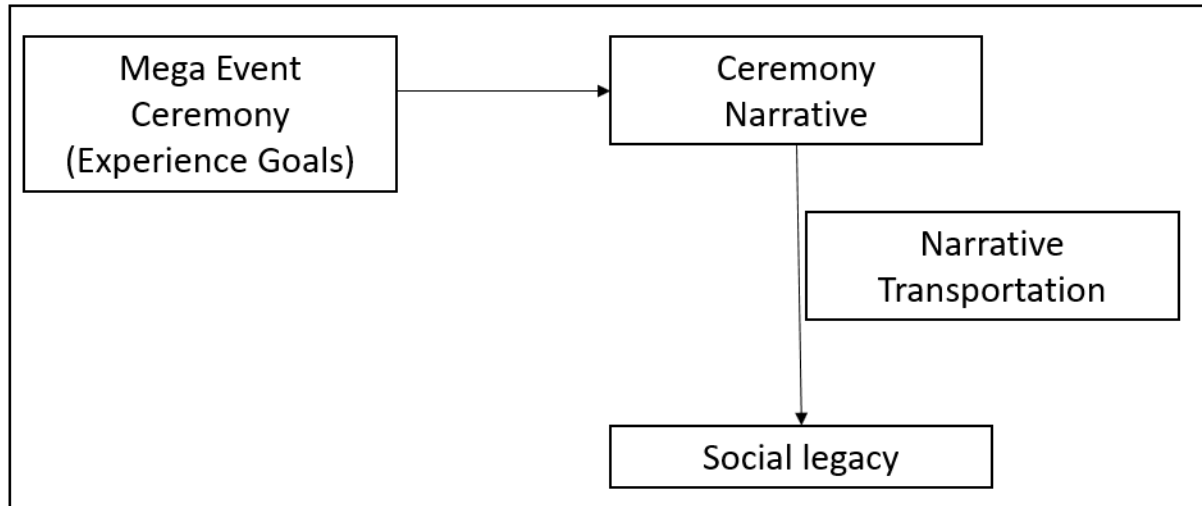 Mega Event
Ceremony
(Experience Goals)
Ceremony
Narrative
Narrative
Transportation
Social legacy